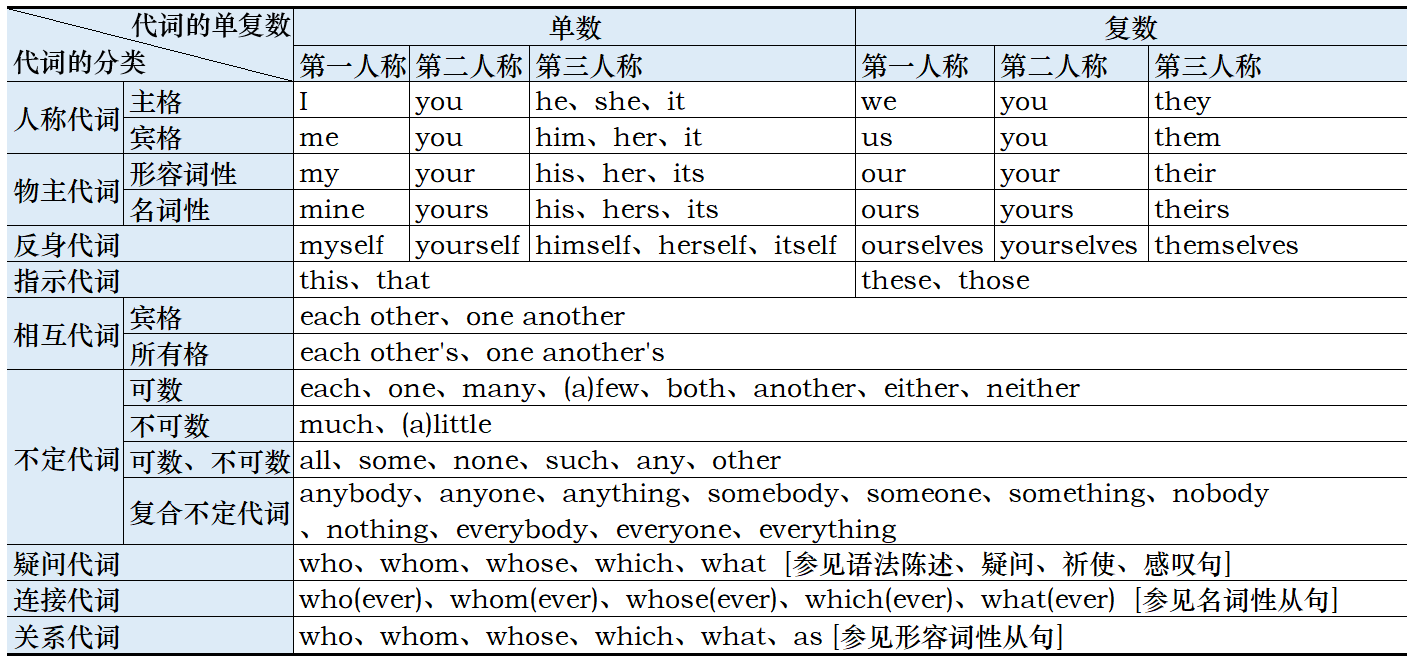 代词的单复数 单数 复数
代词的分类 第一人称 第二人称 第三人称 第一人称 第二人称 第三人称
人称代词 主格 I you he、she、it we you they
宾格 me you him、her、it us you them
物主代词 形容词性 my your his、her、its our your their
名词性 mine yours his、hers、its ours yours theirs
反身代词 myself yourself himself、herself、itself ourselves yourselves themselves
指示代词 this、that these、those
相互代词 宾格 each other、one another
所有格 each other's、one another's
不定代词 可数 each、one、many、(a)few、both、another、either、neither
不可数 much、(a)little
可数、不可数 all、some、none、such、any、other
复合不定代词 anybody、anyone、anything、somebody、someone、something、nobody
、nothing、everybody、everyone、everything
疑问代词 who、whom、whose、which、what [参见语法陈述、疑问、祈使、感叹句]
连接代词 who(ever)、whom(ever)、whose(ever)、which(ever)、what(ever) [参见名词性从句]
关系代词 who、whom、whose、which、what、as [参见形容词性从句]